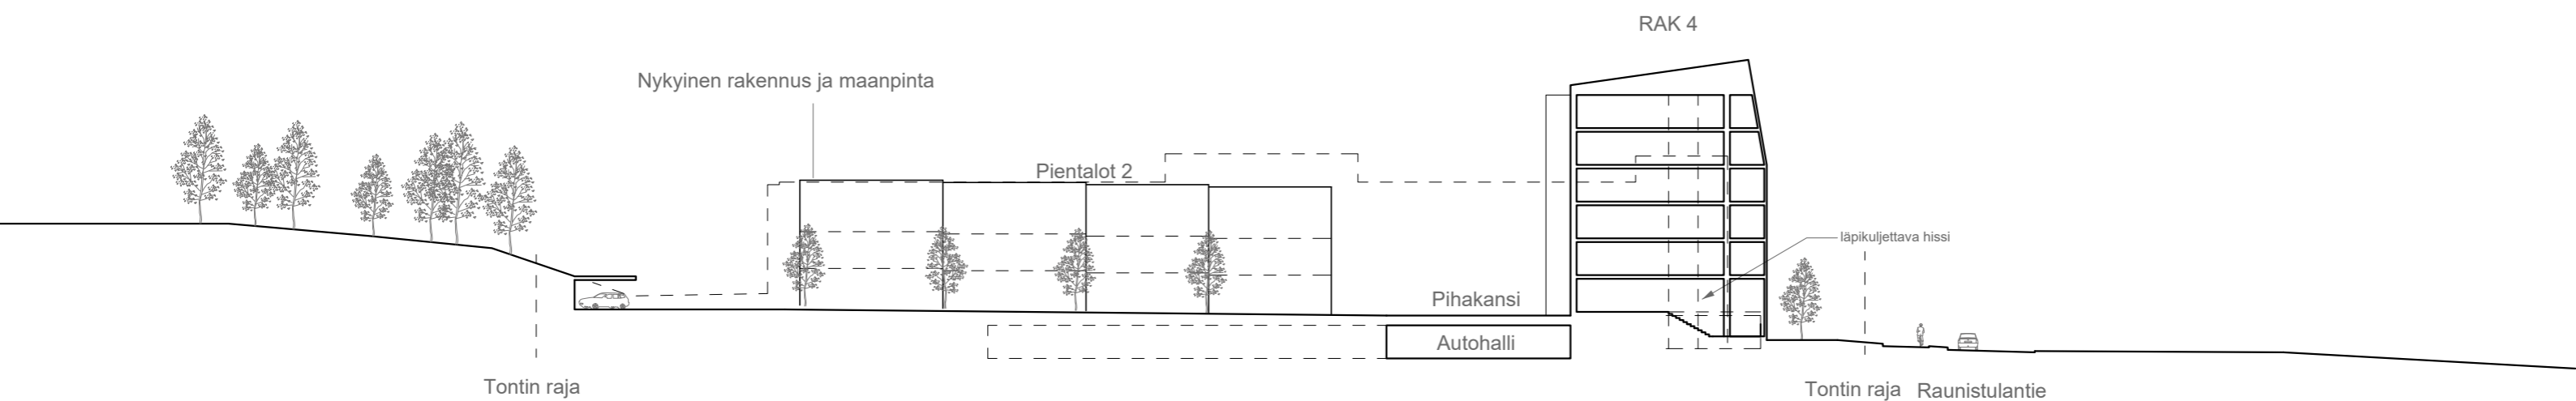 RAK 4
Nykyinen rakennus ja maanpinta
Pientalot 2
läpikuljettava hissi
Pihakansi
Autohalli
Tontin raja
Tontin raja
Raunistulantie